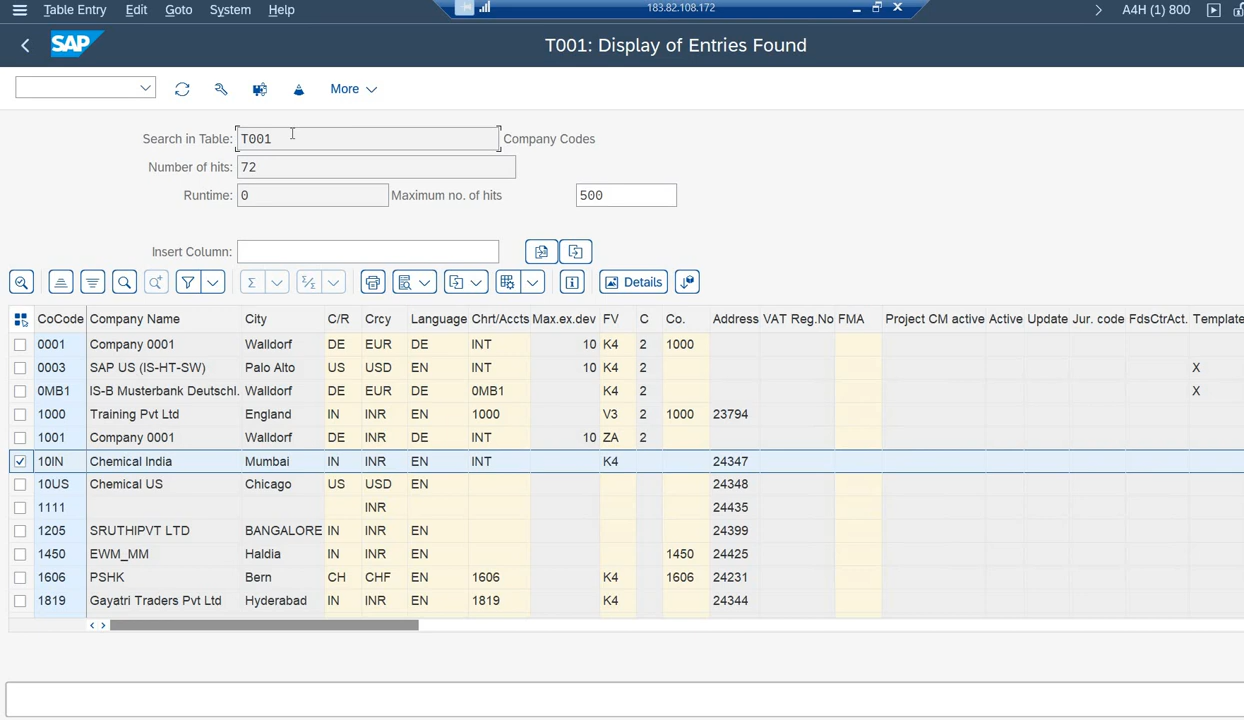 Table Entry Edit Goto System Help 183.82.108.172 A4H (1) 800
SAP T001: Display of Entries Found
More
Search in Table: T001 Company Codes
Number of hits: 72
Runtime: 0 Maximum no. of hits 500
Insert Column:
Σ Details
CoCode Company Name City C/R Crcy Language Chrt/Accts Max.ex.dev FV C Co. Address VAT Reg.No FMA Project CM active Active Update Jur. code FdsCtrAct. Template
0001 Company 0001 Walldorf DE EUR DE INT 10 K4 2 1000
0003 SAP US (IS-HT-SW) Palo Alto US USD EN INT 10 K4 2 X
0MB1 IS-B Musterbank Deutschl. Walldorf DE EUR DE 0MB1 K4 2 X
1000 Training Pvt Ltd England IN INR EN 1000 V3 2 1000 23794
1001 Company 0001 Walldorf DE INR DE INT 10 ZA 2
10IN Chemical India Mumbai IN INR EN INT K4 24347
10US Chemical US Chicago US USD EN 24348
1111 INR 24435
1205 SRUTHIPVT LTD BANGALORE IN INR EN 24399
1450 EWM_MM Haldia IN INR EN 1450 24425
1606 PSHK Bern CH CHF EN 1606 K4 1606 24231
1819 Gayatri Traders Pvt Ltd Hyderabad IN INR EN 1819 K4 24344